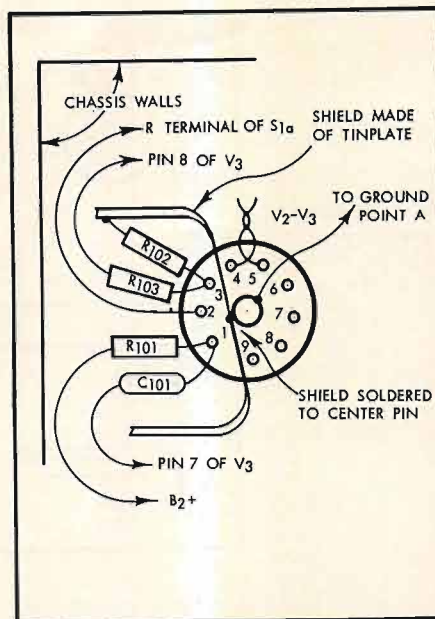 CHASSIS WALLS
R TERMINAL OF S1a
PIN 8 OF V3
SHIELD MADE
OF TINPLATE
TO GROUND
POINT A
V2-V3
R102
R103
R101
C101
1
2
3
4
5
6
7
8
9
SHIELD SOLDERED
TO CENTER PIN
PIN 7 OF V3
B2+